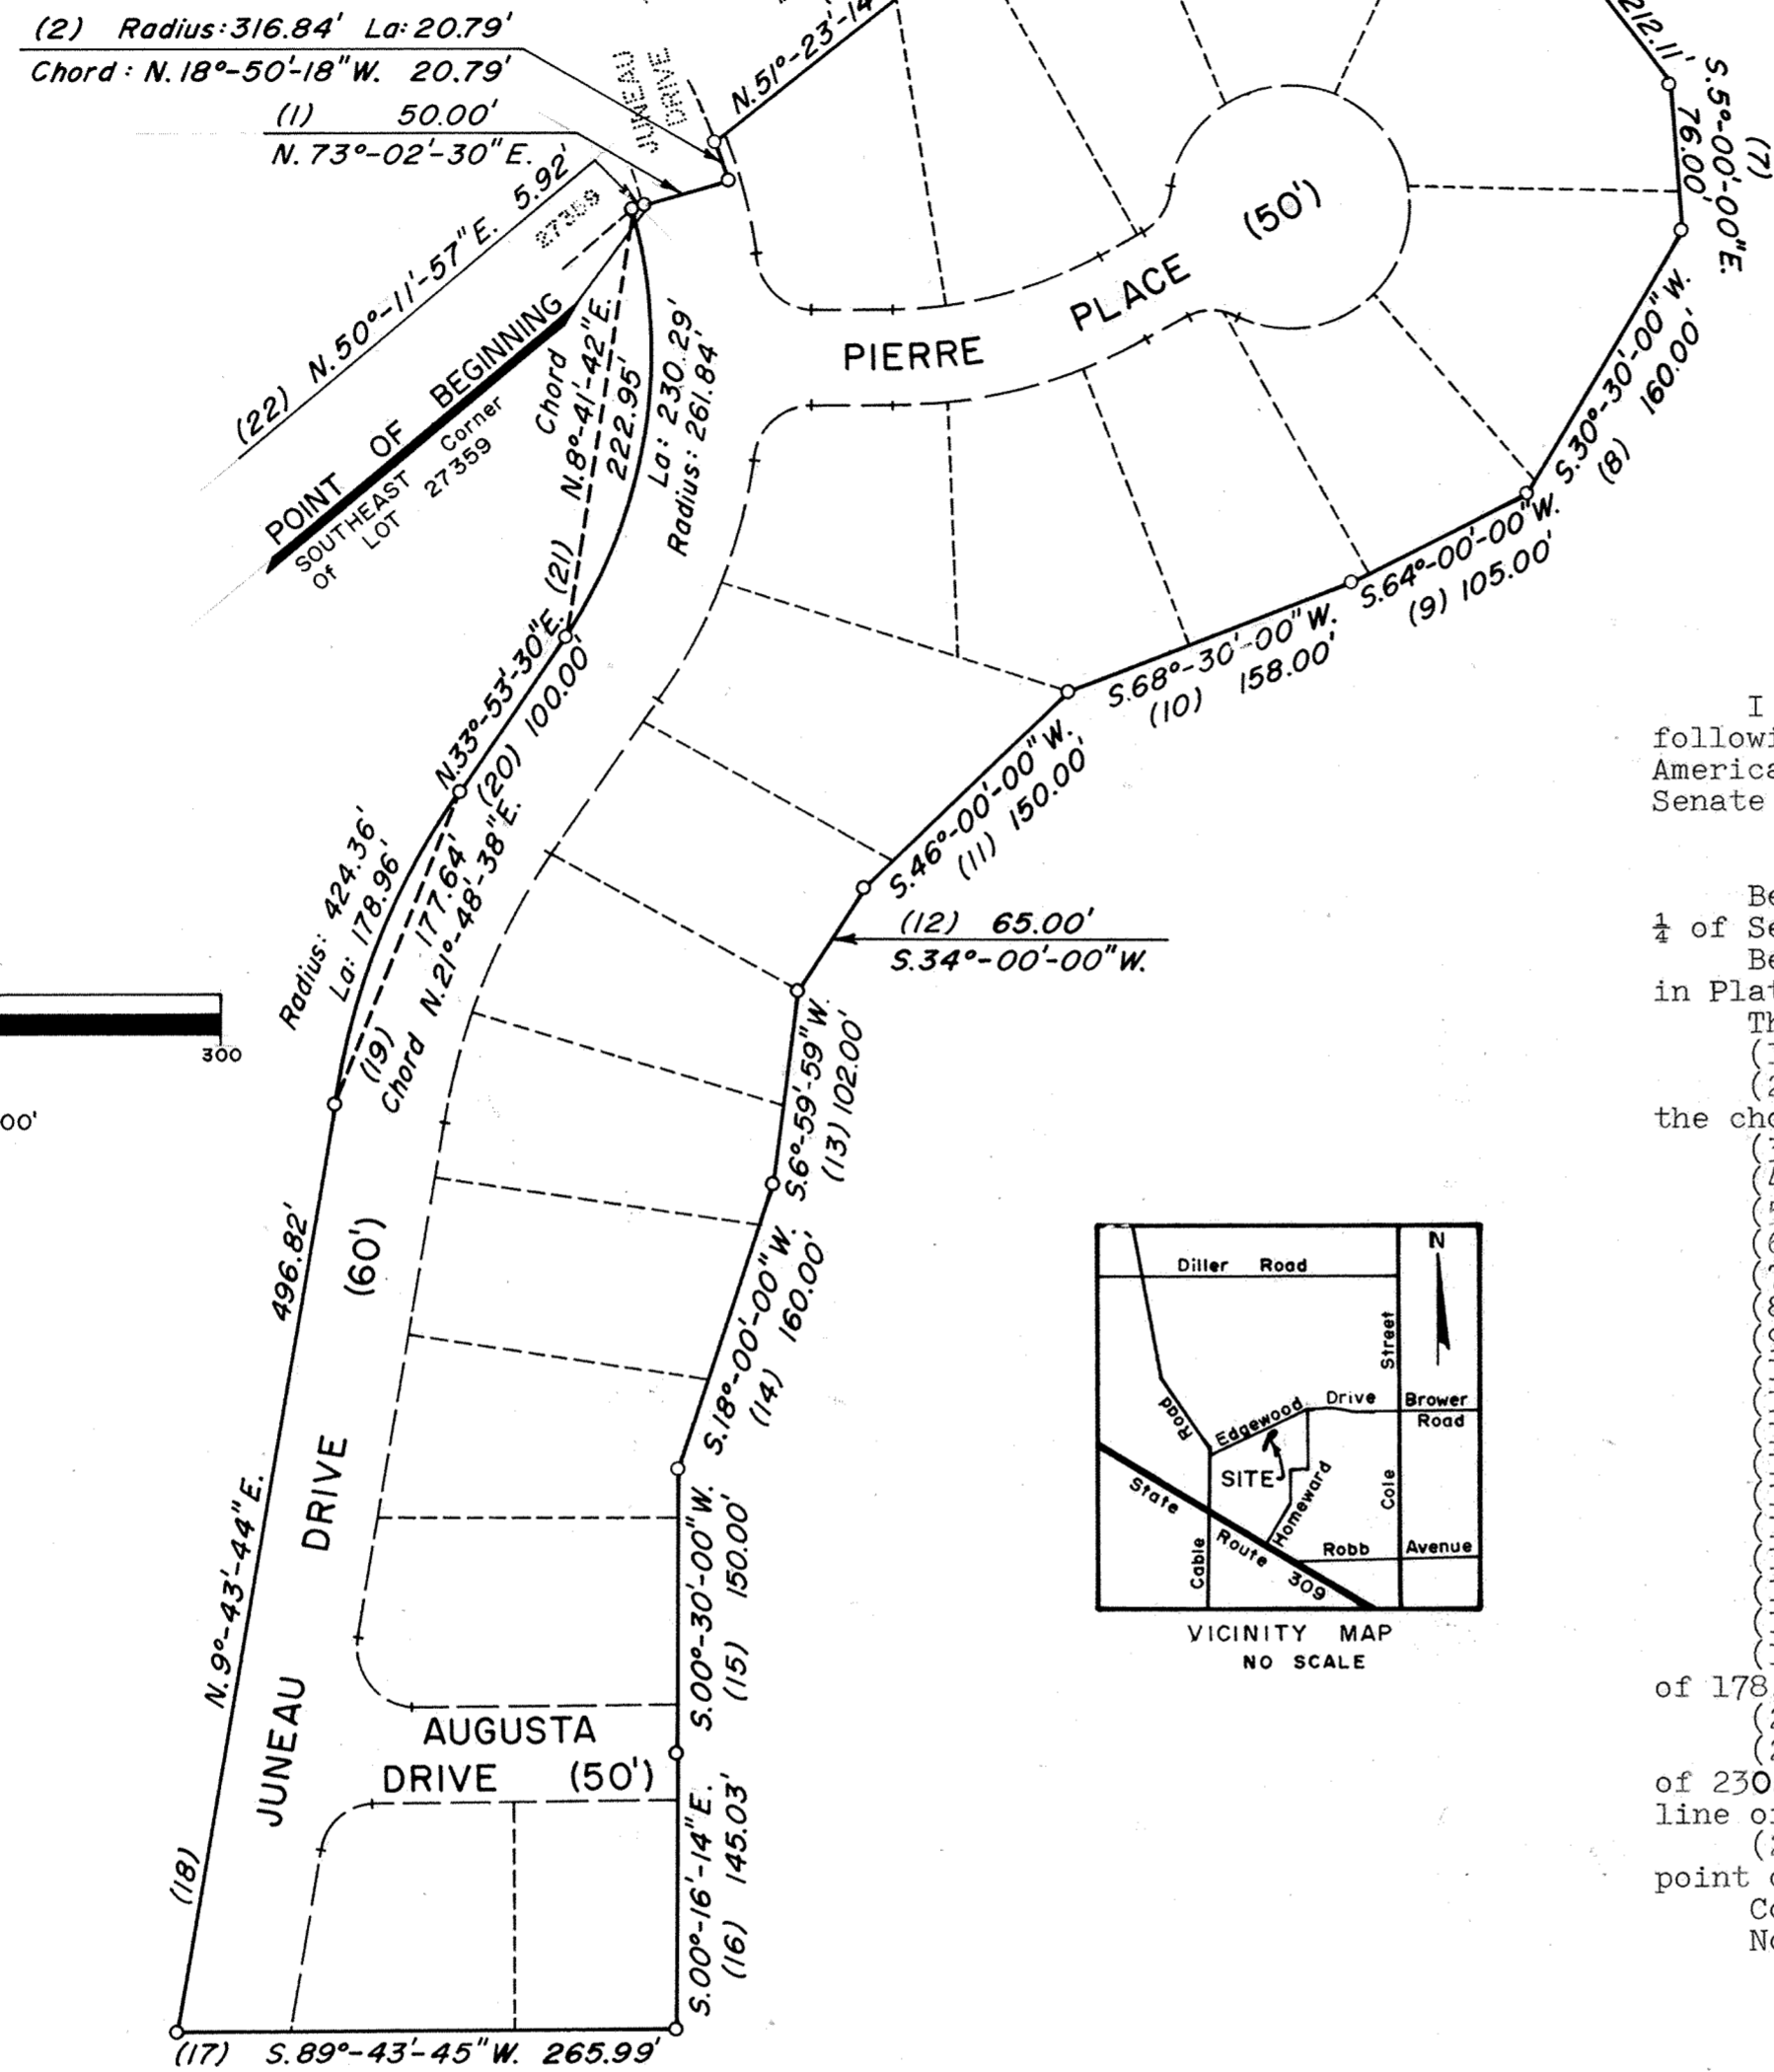 (2) Radius:316.84' La: 20.79'
Chord: N.18°-50'-18"W. 20.79'
(1) 50.00'
N.73°-02'-30"E.
JUNEAU
DRIVE
N.51°-23'-14
212.11'
S.5°-00'-00"E.
76.00'
(7)
27359
(22) N.50°-11'-57"E. 5.92'
POINT OF BEGINNING
SOUTHEAST Corner
Of LOT 27359
Chord
N.8°-41'-42"E.
222.95'
(21)
La: 230.29'
Radius: 261.84'
PIERRE PLACE (50')
S.30°-30'-00"W.
(8) 160.00'
S.64°-00'-00"W.
(9) 105.00'
S.68°-30'-00"W.
(10) 158.00'
S.46°-00'-00"W.
(11) 150.00'
(12) 65.00'
S.34°-00'-00"W.
N.33°-53'-30"E.
(20) 100.00'
Radius: 424.36'
La: 178.96'
(19) 177.64'
Chord N.21°-48'-38"E.
S.6°-59'-59"W.
(13) 102.00'
S.18°-00'-00"W.
(14) 160.00'
S.00°-30'-00"W.
(15) 150.00'
S.00°-16'-14"E.
(16) 145.03'
(17) S.89°-43'-45"W. 265.99'
(18) N.9°-43'-44"E. 496.82'
JUNEAU DRIVE (60')
AUGUSTA
DRIVE (50')
300
00'
N
Diller Road
Street
Road
Edgewood Drive Brower
Road
SITE
Homeward
Cole
State Route 309
Cable
Robb Avenue
VICINITY MAP
NO SCALE
I
followi
America
Senate
Be
¼ of Se
Be
in Plat
Th
the cho
of 178
of 230
line o
point
Co
No